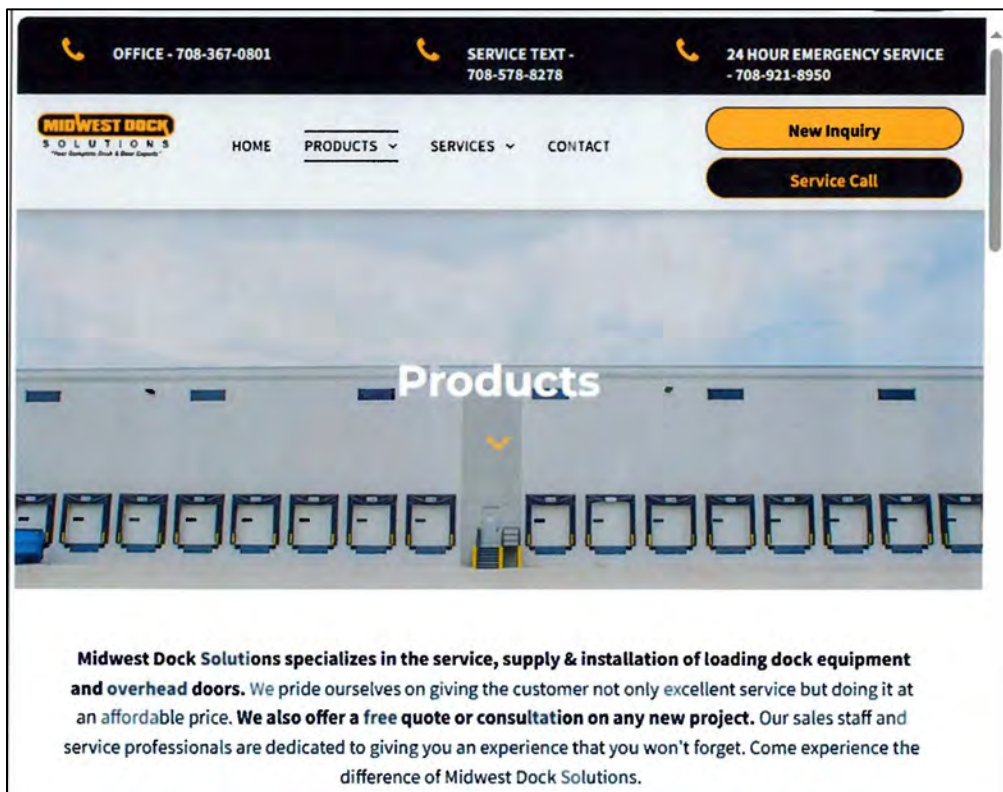 OFFICE - 708-367-0801
SERVICE TEXT -
708-578-8278
24 HOUR EMERGENCY SERVICE
- 708-921-8950
MIDWEST DOCK
SOLUTIONS
"Your Complete Dock & Door Experts"
HOME
PRODUCTS
SERVICES
CONTACT
New Inquiry
Service Call
Products
Midwest Dock Solutions specializes in the service, supply & installation of loading dock equipment
and overhead doors. We pride ourselves on giving the customer not only excellent service but doing it at
an affordable price. We also offer a free quote or consultation on any new project. Our sales staff and
service professionals are dedicated to giving you an experience that you won't forget. Come experience the
difference of Midwest Dock Solutions.